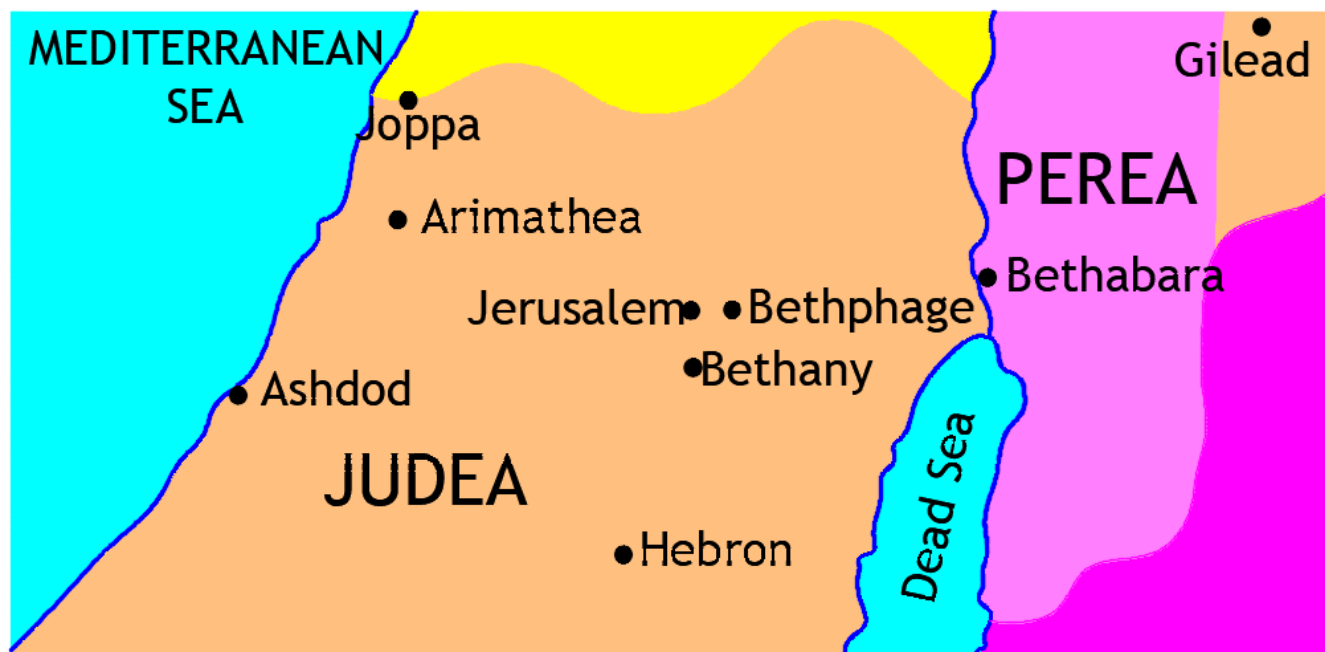 MEDITERRANEAN
SEA
Gilead
Joppa
PEREA
Arimathea
Bethabara
Jerusalem
Bethphage
Bethany
Ashdod
JUDEA
Dead Sea
Hebron